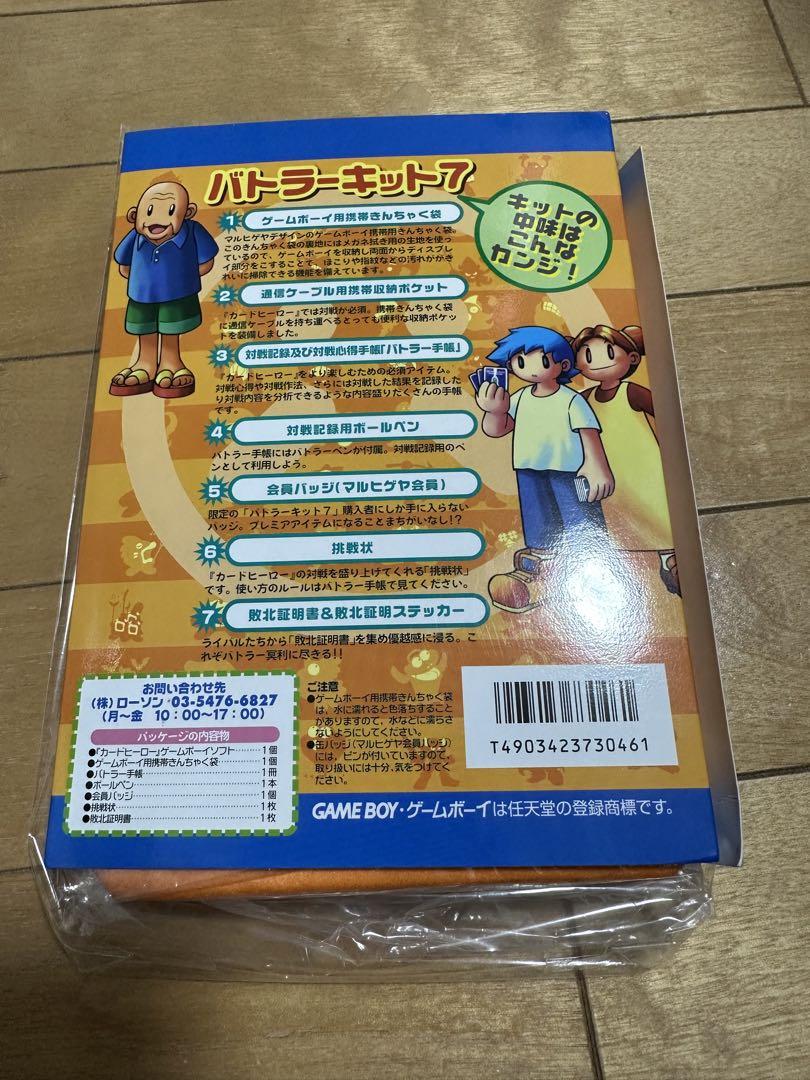 バトラーキット7
キットの
中味は
こんな
カンジ!
1 ゲームボーイ用携帯きんちゃく袋
マルヒゲヤデザインのゲームボーイ携帯用きんちゃく袋。
このきんちゃく袋の裏地にはメガネ拭き用の生地を使っ
ているので、ゲームボーイを収納し両面からディスプレ
イ部分をこすることで、ほこりや指紋などの汚れがきが
れいに掃除できる機能を備えています。
2 通信ケーブル用携帯収納ポケット
『カードヒーロー』では対戦が必須。携帯きんちゃく袋
に通信ケーブルを持ち運べるとっても便利な収納ポケッ
トを装備しました。
3 対戦記録及び対戦心得手帳「バトラー手帳」
『カードヒーロー』をより楽しむための必須アイテム。
対戦心得や対戦作法、さらには対戦した結果を記録した
り対戦内容を分析できるような内容盛りだくさんの手帳
です。
4 対戦記録用ボールペン
バトラー手帳にはバトラーペンが付属。対戦記録用のペ
ンとして利用しよう。
5 会員バッジ(マルヒゲヤ会員)
限定の「バトラーキット7」購入者にしか手に入らない
バッジ。プレミアアイテムになることまちがいなし!?
6 挑戦状
『カードヒーロー』の対戦を盛り上げてくれる「挑戦状」
です。使い方のルールはバトラー手帳で見てください。
7 敗北証明書&敗北証明ステッカー
ライバルたちから「敗北証明書」を集め優越感に浸る。こ
れぞバトラー冥利に尽きる!!
お問い合わせ先
(株)ローソン・03-5476-6827
(月〜金 10:00〜17:00)
パッケージの内容物
●『カードヒーロー』ゲームボーイソフト……1個
●ゲームボーイ用携帯きんちゃく袋……1個
●バトラー手帳……1冊
●ボールペン……1本
●会員バッジ……1個
●挑戦状……1枚
●敗北証明書……1枚
ご注意
●ゲームボーイ用携帯きんちゃく袋
は、水に濡れると色落ちすること
がありますので、水などに濡らさ
ないようにしてください。
●缶バッジ(マルヒゲヤ会員バッジ)
には、ピンが付いていますので、
取り扱いには十分、気をつけてく
ださい。
T4903423730461
GAME BOY・ゲームボーイは任天堂の登録商標です。